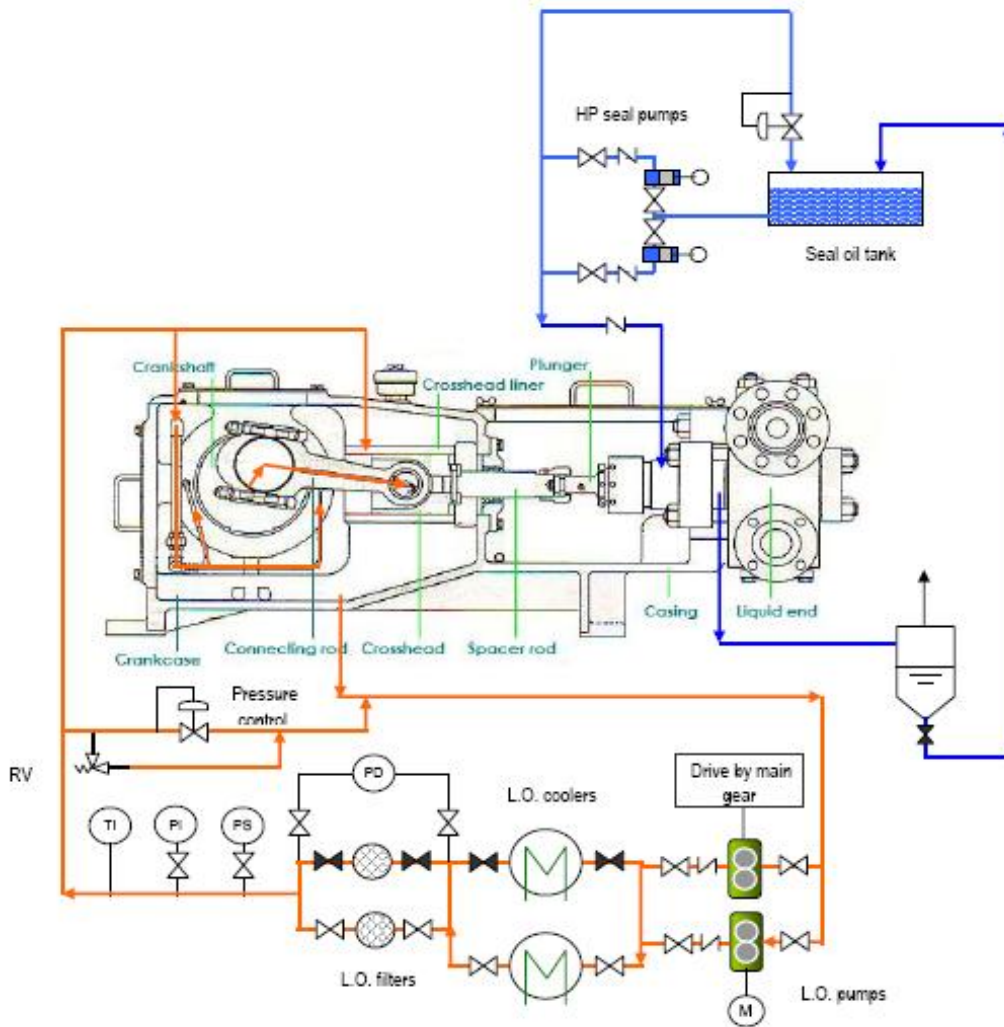 HP seal pumps
Seal oil tank
Crankshaft
Plunger
Crosshead liner
Casing
Liquid end
Connecting rod
Crosshead
Spacer rod
Crankcase
Pressure
control
RV
PD
L.O. coolers
Drive by main
gear
TI
PI
PS
L.O. filters
L.O. pumps
M